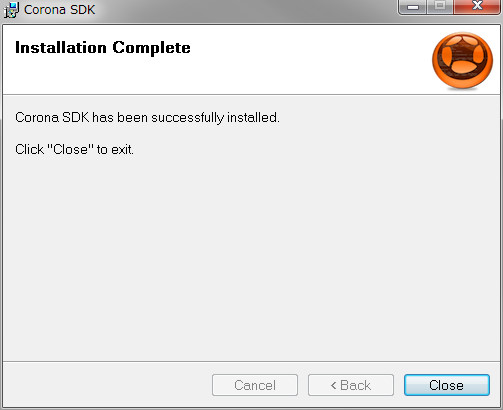 Corona SDK
Installation Complete
Corona SDK has been successfully installed.
Click "Close" to exit.
Cancel
< Back
Close